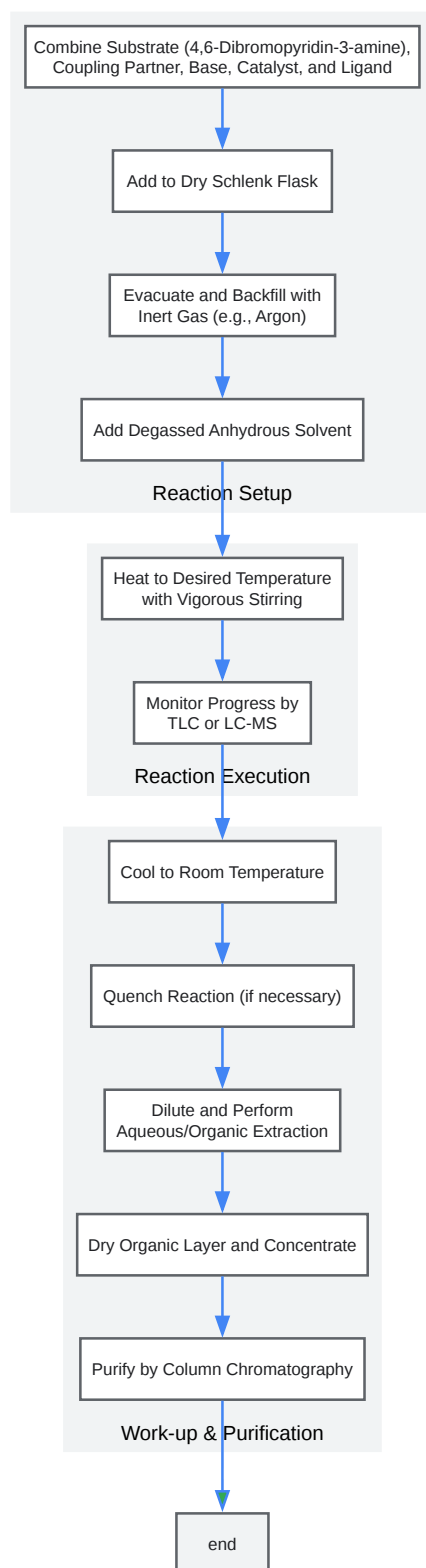 Combine Substrate (4,6-Dibromopyridin-3-amine),
Coupling Partner, Base, Catalyst, and Ligand
Add to Dry Schlenk Flask
Evacuate and Backfill with
Inert Gas (e.g., Argon)
Add Degassed Anhydrous Solvent
Reaction Setup
Heat to Desired Temperature
with Vigorous Stirring
Monitor Progress by
TLC or LC-MS
Reaction Execution
Cool to Room Temperature
Quench Reaction (if necessary)
Dilute and Perform
Aqueous/Organic Extraction
Dry Organic Layer and Concentrate
Purify by Column Chromatography
Work-up & Purification
end